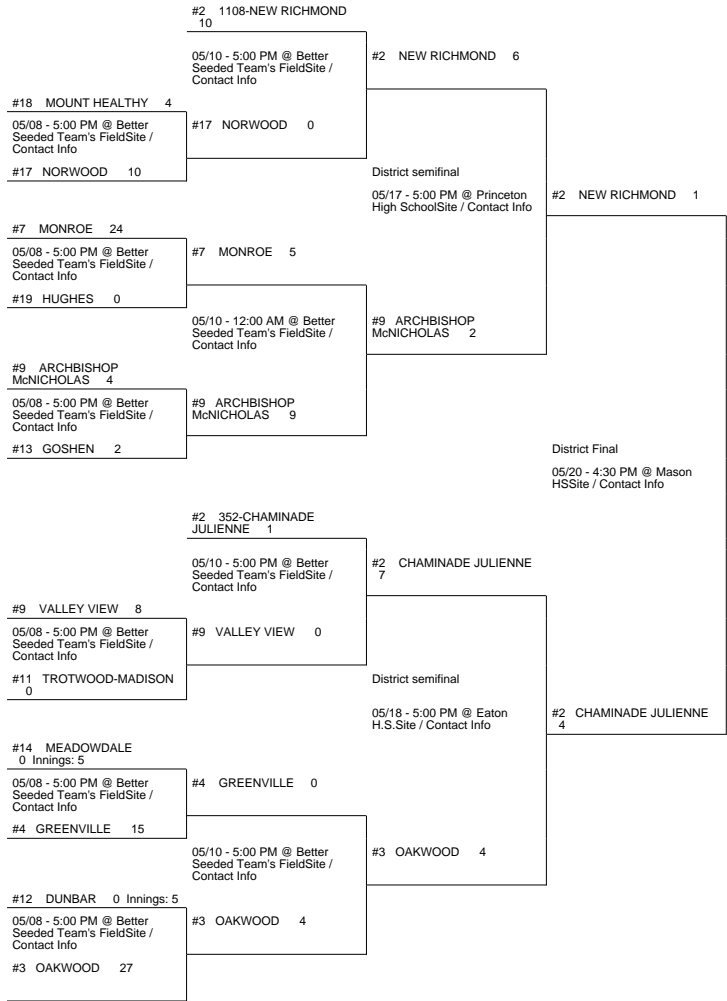 #2 1108-NEW RICHMOND
10
05/10 - 5:00 PM @ Better
Seeded Team's FieldSite /
Contact Info
#2 NEW RICHMOND 6
#18 MOUNT HEALTHY 4
05/08 - 5:00 PM @ Better
Seeded Team's FieldSite /
Contact Info
#17 NORWOOD 0
#17 NORWOOD 10
District semifinal
05/17 - 5:00 PM @ Princeton
High SchoolSite / Contact Info
#2 NEW RICHMOND 1
#7 MONROE 24
05/08 - 5:00 PM @ Better
Seeded Team's FieldSite /
Contact Info
#7 MONROE 5
#19 HUGHES 0
05/10 - 12:00 AM @ Better
Seeded Team's FieldSite /
Contact Info
#9 ARCHBISHOP
McNICHOLAS 2
#9 ARCHBISHOP
McNICHOLAS 4
05/08 - 5:00 PM @ Better
Seeded Team's FieldSite /
Contact Info
#9 ARCHBISHOP
McNICHOLAS 9
#13 GOSHEN 2
District Final
05/20 - 4:30 PM @ Mason
HSSite / Contact Info
#2 352-CHAMINADE
JULIENNE 1
05/10 - 5:00 PM @ Better
Seeded Team's FieldSite /
Contact Info
#2 CHAMINADE JULIENNE
7
#9 VALLEY VIEW 8
05/08 - 5:00 PM @ Better
Seeded Team's FieldSite /
Contact Info
#9 VALLEY VIEW 0
#11 TROTWOOD-MADISON
0
District semifinal
05/18 - 5:00 PM @ Eaton
H.S.Site / Contact Info
#2 CHAMINADE JULIENNE
4
#14 MEADOWDALE
0 Innings: 5
05/08 - 5:00 PM @ Better
Seeded Team's FieldSite /
Contact Info
#4 GREENVILLE 0
#4 GREENVILLE 15
05/10 - 5:00 PM @ Better
Seeded Team's FieldSite /
Contact Info
#3 OAKWOOD 4
#12 DUNBAR 0 Innings: 5
05/08 - 5:00 PM @ Better
Seeded Team's FieldSite /
Contact Info
#3 OAKWOOD 4
#3 OAKWOOD 27